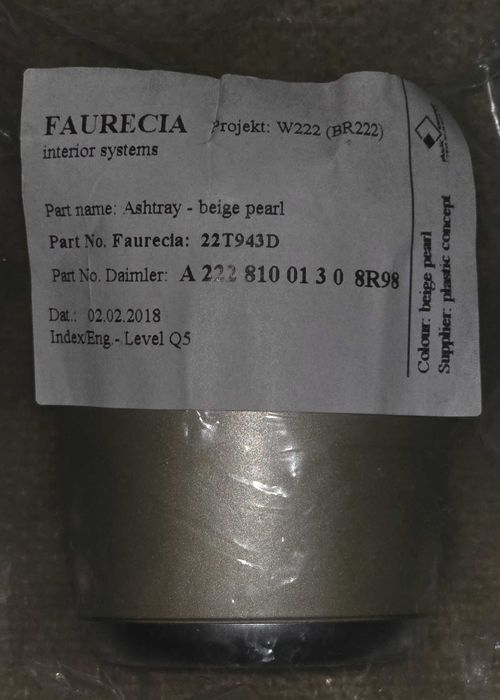 FAURECIA Projekt: W222 (BR222)
interior systems
Part name: Ashtray - beige pearl
Part No. Faurecia: 22T943D
Part No. Daimler: A 222 810 01 3 0 8R98
Dat.: 02.02.2018
Index/Eng.- Level Q5
Colour: beige pearl
Supplier: plastic concept